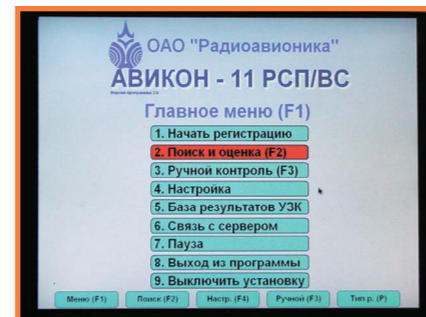 ОАО "Радиоавионика"
АВИКОН - 11 РСП/ВС
Главное меню (F1)
1. Начать регистрацию
2. Поиск и оценка (F2)
3. Ручной контроль (F3)
4. Настройка
5. База результатов УЗК
6. Связь с сервером
7. Пауза
8. Выход из программы
9. Выключить установку
Меню (F1) Поиск (F2) Настр. (F4) Ручной (F3) Тип р. (P)